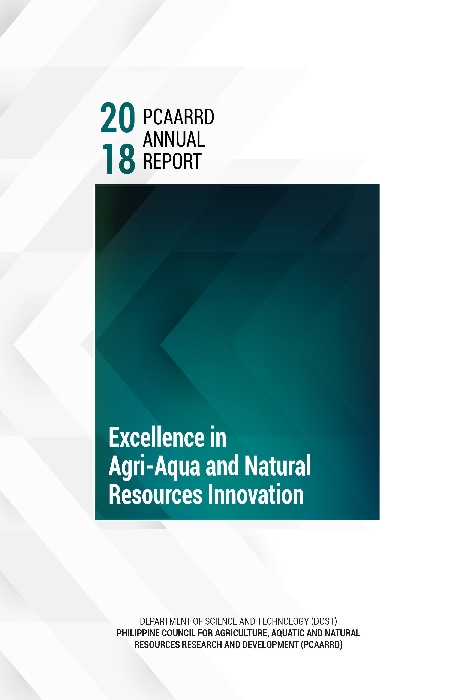 20
18
PCAARRD
ANNUAL
REPORT
Excellence in
Agri-Aqua and Natural
Resources Innovation
DEPARTMENT OF SCIENCE AND TECHNOLOGY (DOST)
PHILIPPINE COUNCIL FOR AGRICULTURE, AQUATIC AND NATURAL
RESOURCES RESEARCH AND DEVELOPMENT (PCAARRD)